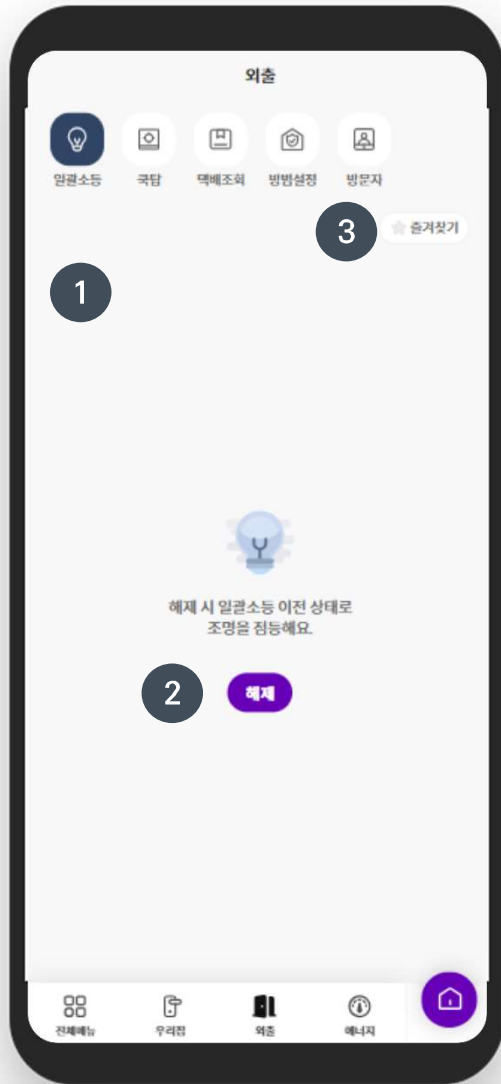 외출
일괄소등 국탑 택배조회 방범설정 방문자
3 즐겨찾기
1
해제 시 일괄소등 이전 상태로
조명을 점등해요.
2 해제
전체메뉴 우리집 외출 에너지